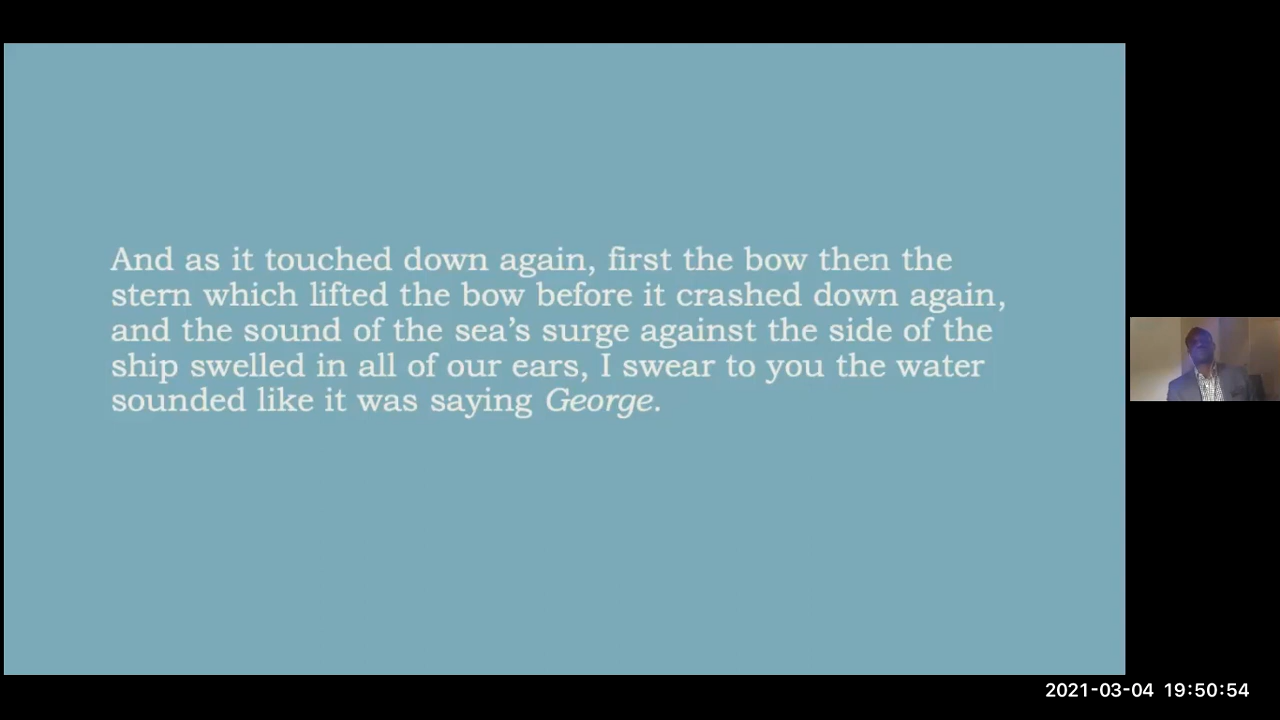 And as it touched down again, first the bow then the
stern which lifted the bow before it crashed down again,
and the sound of the sea’s surge against the side of the
ship swelled in all of our ears, I swear to you the water
sounded like it was saying George.
2021-03-04 19:50:54